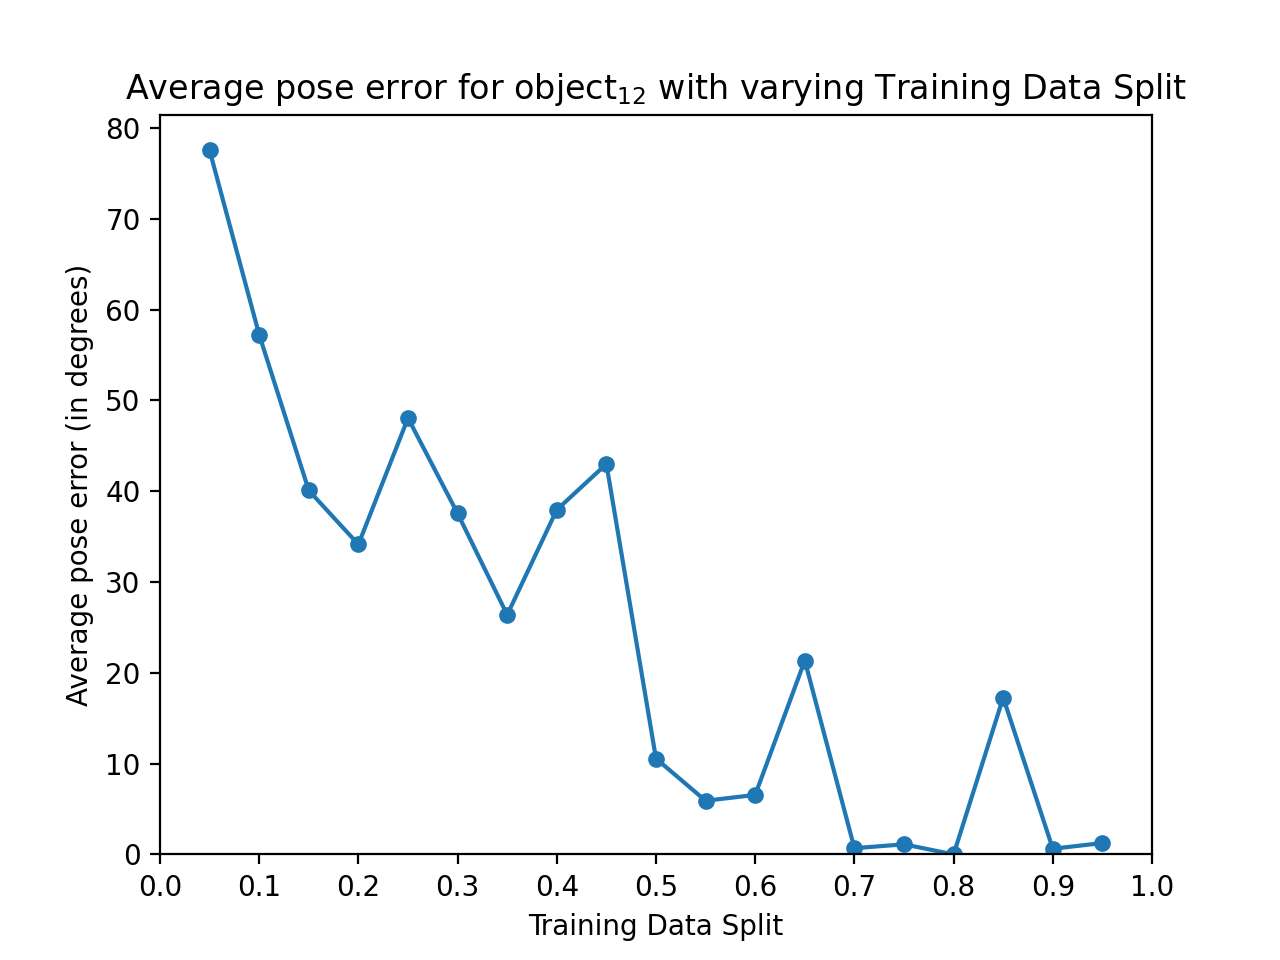 Average pose error for object₁₂ with varying Training Data Split
80
70
60
50
40
30
20
10
0
Average pose error (in degrees)
0.0 0.1 0.2 0.3 0.4 0.5 0.6 0.7 0.8 0.9 1.0
Training Data Split